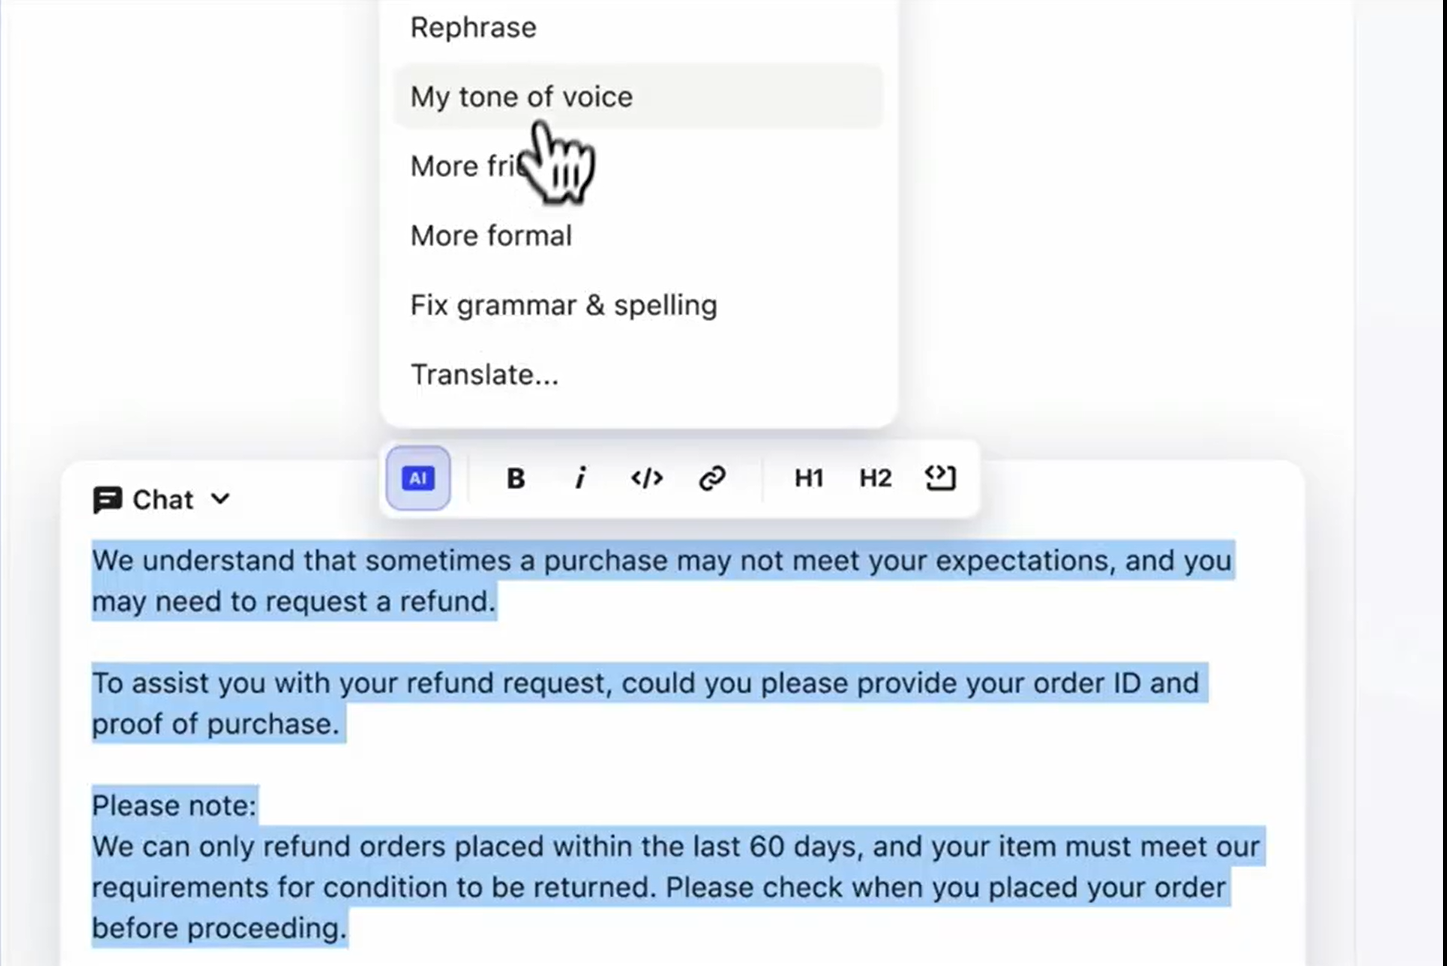 Rephrase
My tone of voice
More
More formal
Fix grammar & spelling
Translate...
AI B i </> H1 H2
Chat
We understand that sometimes a purchase may not meet your expectations, and you
may need to request a refund.
To assist you with your refund request, could you please provide your order ID and
proof of purchase.
Please note:
We can only refund orders placed within the last 60 days, and your item must meet our
requirements for condition to be returned. Please check when you placed your order
before proceeding.